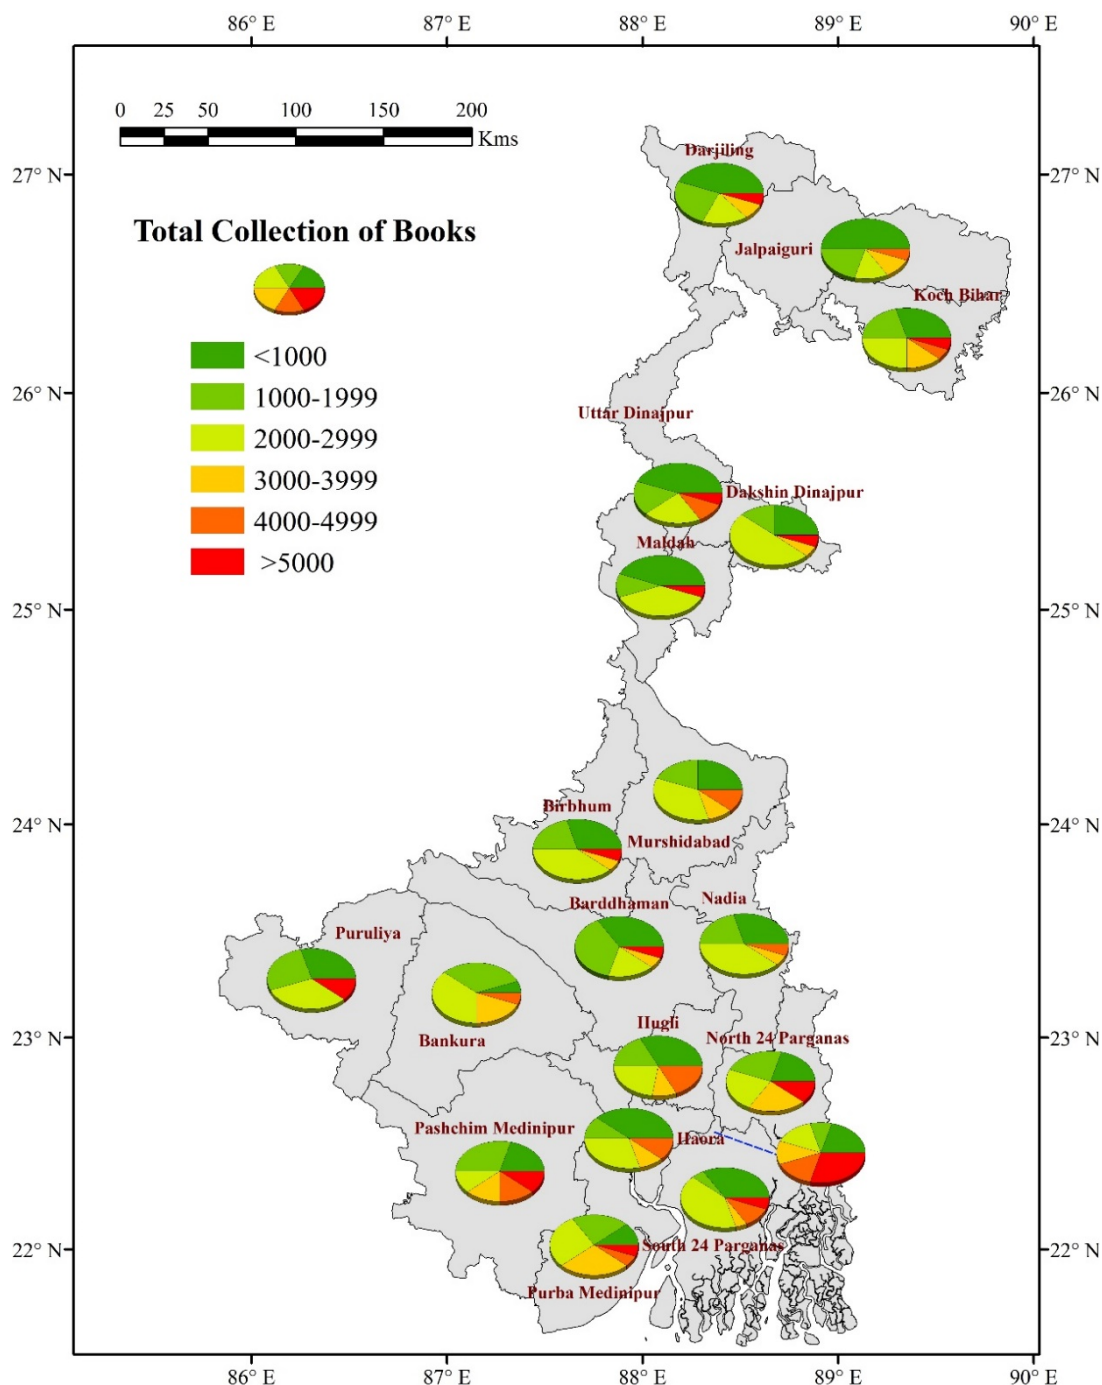 86° E 87° E 88° E 89° E 90° E
0 25 50 100 150 200
Kms
27° N 27° N
Darjiling
Total Collection of Books
Jalpaiguri
Koch Bihar
<1000
26° N 26° N
1000-1999
Uttar Dinajpur
2000-2999
3000-3999
Dakshin Dinajpur
4000-4999
Maldah
>5000
25° N 25° N
Birbhum
24° N 24° N
Murshidabad
Nadia
Barddhaman
Puruliya
Hugli
23° N 23° N
Bankura
North 24 Parganas
Pashchim Medinipur
Haora
22° N 22° N
South 24 Parganas
Purba Medinipur
86° E 87° E 88° E 89° E 90° E